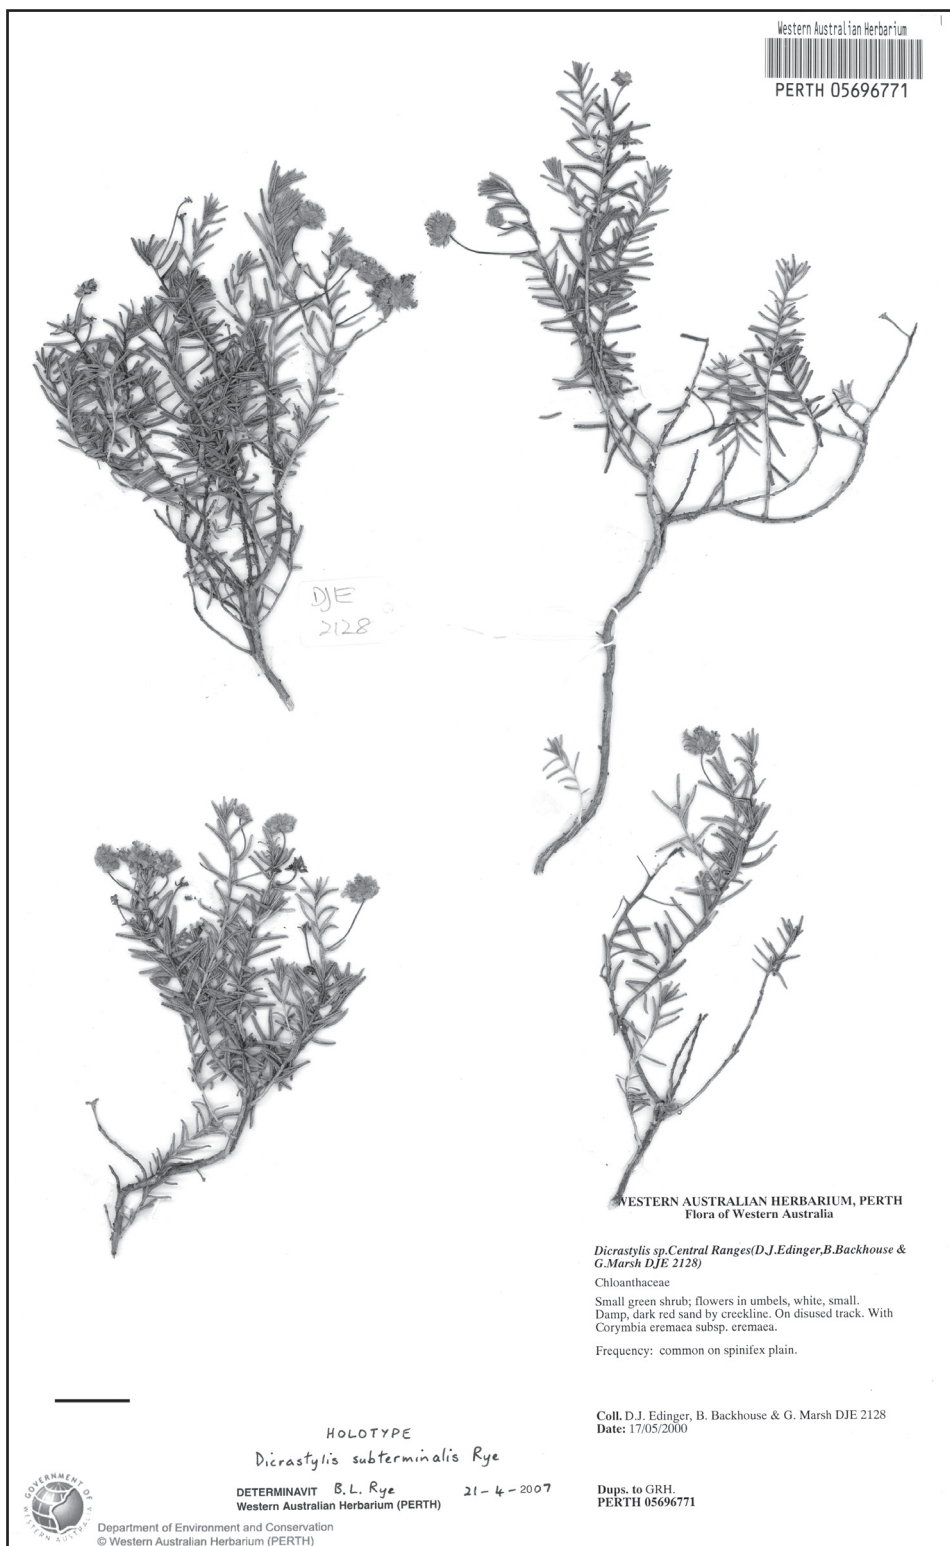 Western Australian Herbarium
PERTH 05696771
DJE
2128
WESTERN AUSTRALIAN HERBARIUM, PERTH
Flora of Western Australia
Dicrastylis sp.Central Ranges(D.J.Edinger,B.Backhouse &
G.Marsh DJE 2128)
Chloanthaceae
Small green shrub; flowers in umbels, white, small.
Damp, dark red sand by creekline. On disused track. With
Corymbia eremaea subsp. eremaea.
Frequency: common on spinifex plain.
Coll. D.J. Edinger, B. Backhouse & G. Marsh DJE 2128
Date: 17/05/2000
HOLOTYPE
Dicrastylis subterminalis Rye
DETERMINAVIT B.L. Rye 21-4-2007
Western Australian Herbarium (PERTH)
Dups. to GRH.
PERTH 05696771
GOVERNMENT OF
WESTERN AUSTRALIA
Department of Environment and Conservation
© Western Australian Herbarium (PERTH)